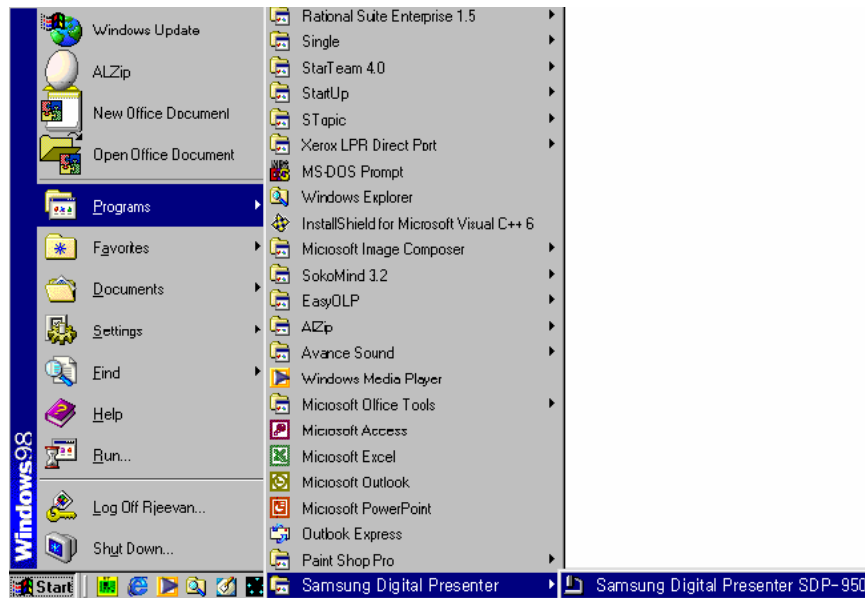 Windows Update
ALZip
New Office Document
Open Office Document
Programs
Favorites
Documents
Settings
Find
Help
Run...
Log Off Rjeevan...
Shut Down...
Windows98
Start
Rational Suite Enterprise 1.5
Single
StarTeam 4.0
StartUp
STopic
Xerox LPR Direct Port
MS-DOS Prompt
Windows Explorer
InstallShield for Microsoft Visual C++ 6
Microsoft Image Composer
SokoMind 3.2
EasyOLP
ALZip
Avance Sound
Windows Media Player
Microsoft Office Tools
Microsoft Access
Microsoft Excel
Microsoft Outlook
Microsoft PowerPoint
Outlook Express
Paint Shop Pro
Samsung Digital Presenter
Samsung Digital Presenter SDP-950